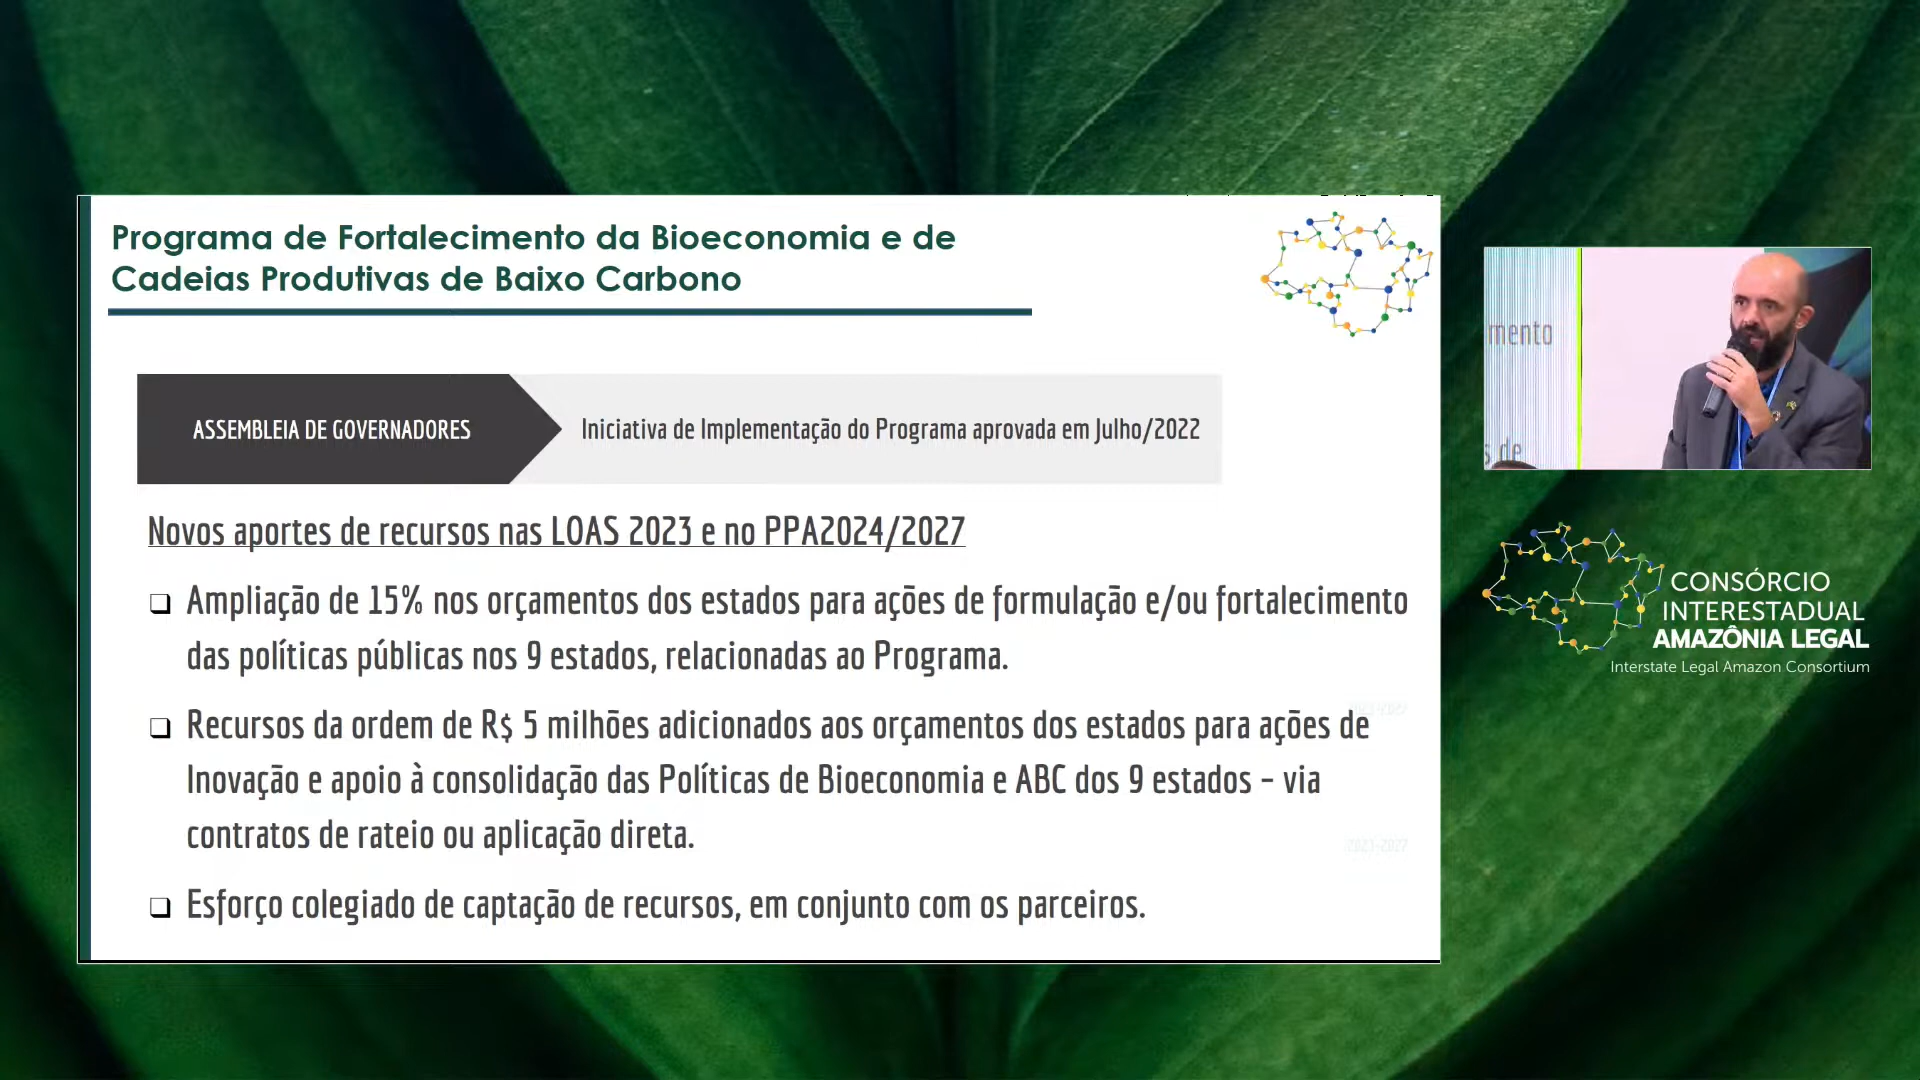 Programa de Fortalecimento da Bioeconomia e de
Cadeias Produtivas de Baixo Carbono
ASSEMBLEIA DE GOVERNADORES
Iniciativa de Implementação do Programa aprovada em Julho/2022
Novos aportes de recursos nas LOAS 2023 e no PPA2024/2027
❑ Ampliação de 15% nos orçamentos dos estados para ações de formulação e/ou fortalecimento
das políticas públicas nos 9 estados, relacionadas ao Programa.
❑ Recursos da ordem de R$ 5 milhões adicionados aos orçamentos dos estados para ações de
Inovação e apoio à consolidação das Políticas de Bioeconomia e ABC dos 9 estados – via
contratos de rateio ou aplicação direta.
❑ Esforço colegiado de captação de recursos, em conjunto com os parceiros.
mento
s de
CONSÓRCIO
INTERESTADUAL
AMAZÔNIA LEGAL
Interstate Legal Amazon Consortium